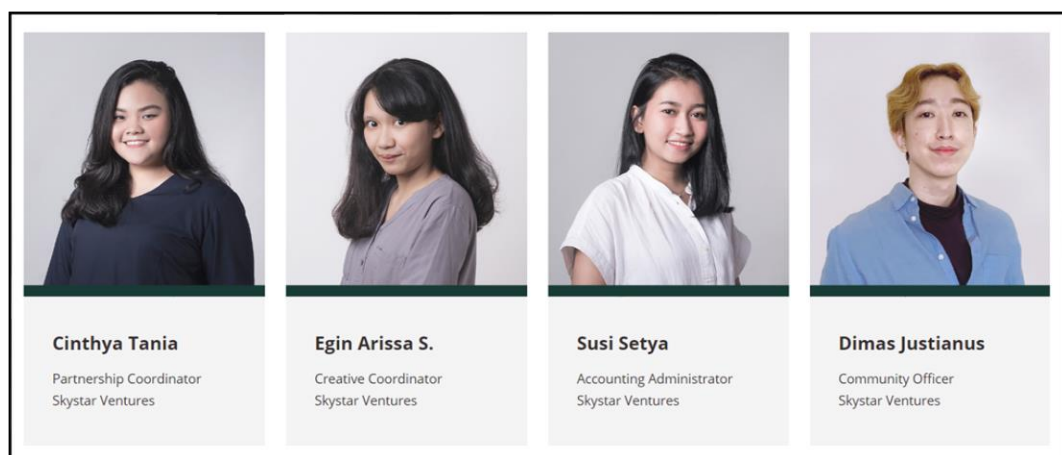 Cinthya Tania
Partnership Coordinator
Skystar Ventures
Egin Arissa S.
Creative Coordinator
Skystar Ventures
Susi Setya
Accounting Administrator
Skystar Ventures
Dimas Justianus
Community Officer
Skystar Ventures